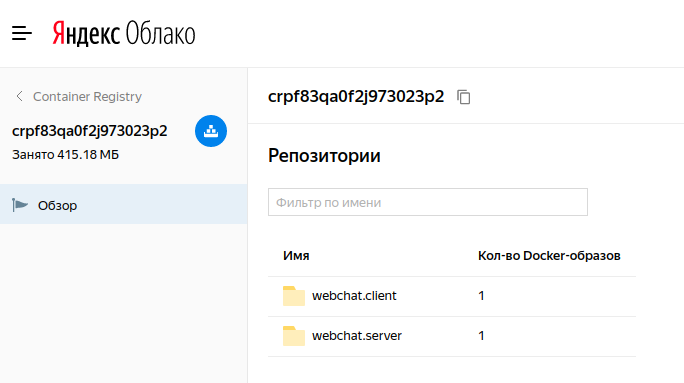 Яндекс Облако
Container Registry
crpf83qa0f2j973023p2
Занято 415.18 МБ
Обзор
crpf83qa0f2j973023p2
Репозитории
Фильтр по имени
Имя Кол-во Docker-образов
webchat.client 1
webchat.server 1